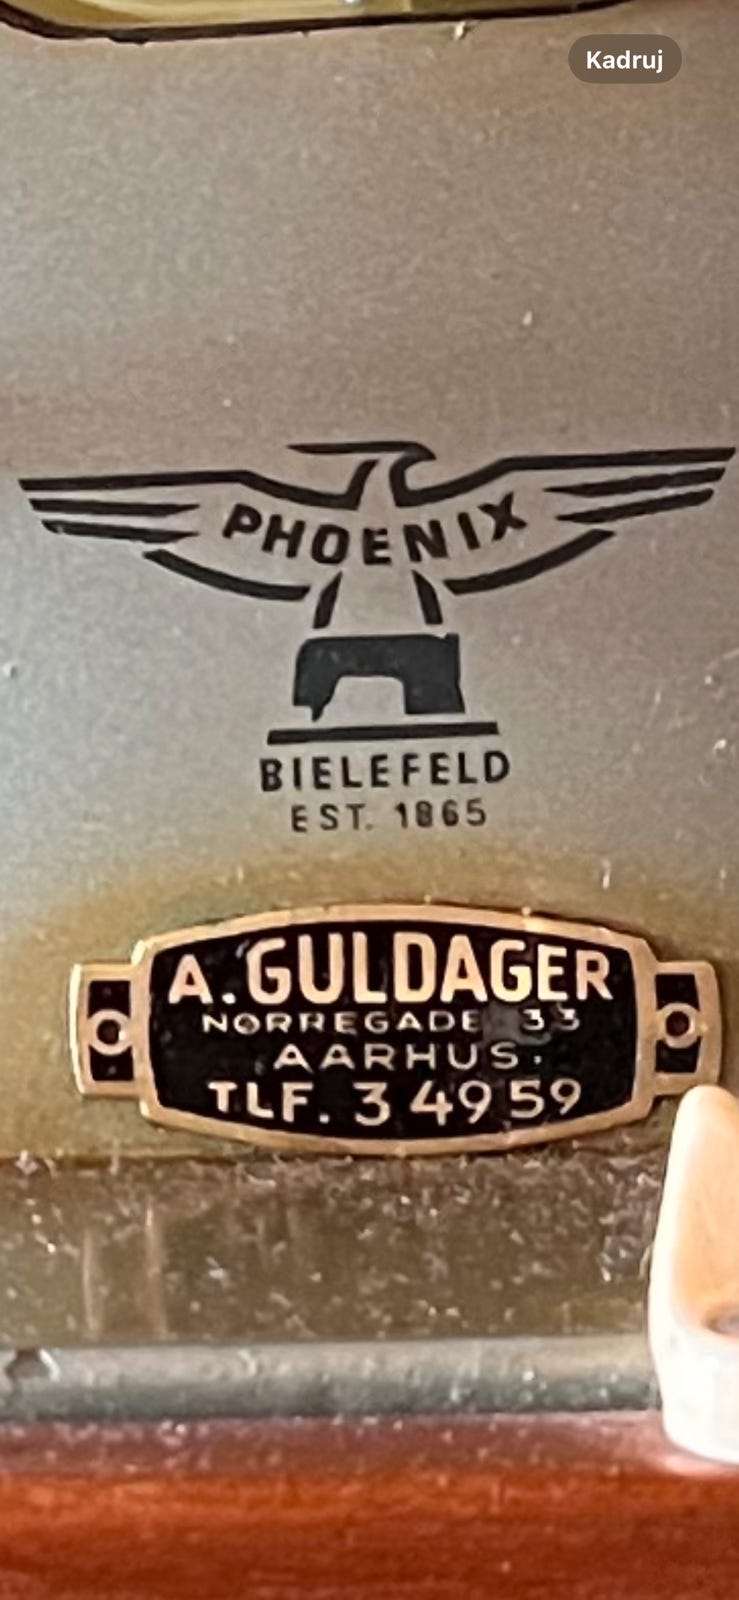 Kadruj
PHOENIX
BIELEFELD
EST. 1865
A. GULDAGER
NØRREGADE 33
AARHUS.
TLF. 34959